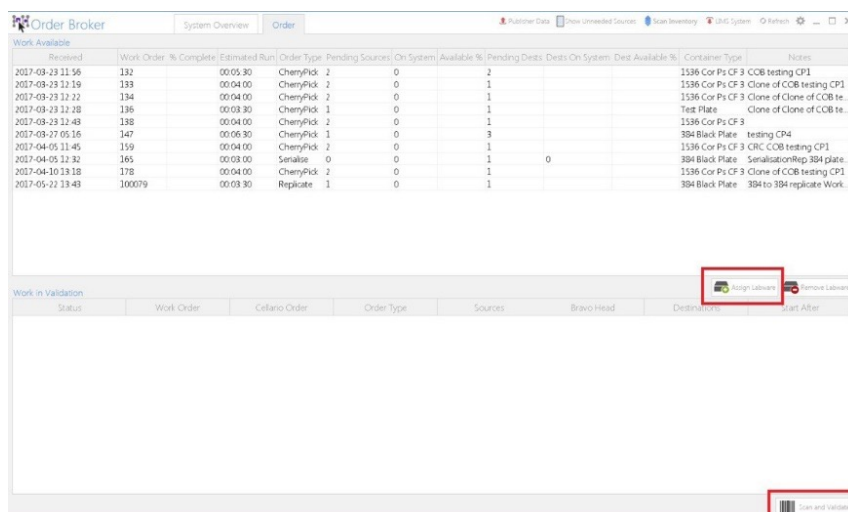 Order Broker System Overview Order Publisher Data Show Unneeded Sources Scan Inventory UMS System Refresh
Work Available
Received Work Order % Complete Estimated Run Order Type Pending Sources On System Available % Pending Dests Dests On System Dest Available % Container Type Notes
2017-03-23 11:56 132 00:05:30 CherryPick 2 0 2 1536 Cor Ps CF 3 COB testing CP1
2017-03-23 12:19 133 00:04:00 CherryPick 2 0 1 1536 Cor Ps CF 3 Clone of COB testing CP1
2017-03-23 12:22 134 00:04:00 CherryPick 2 0 1 1536 Cor Ps CF 3 Clone of Clone of COB te...
2017-03-23 12:28 136 00:03:30 CherryPick 1 0 1 Test Plate Clone of Clone of COB te...
2017-03-23 12:43 138 00:04:00 CherryPick 2 0 1 1536 Cor Ps CF 3
2017-03-27 05:16 147 00:06:30 CherryPick 1 0 3 384 Black Plate testing CP4
2017-04-05 11:45 159 00:04:00 CherryPick 2 0 1 1536 Cor Ps CF 3 CRC COB testing CP1
2017-04-05 12:32 165 00:03:00 Serialise 0 1 0 384 Black Plate SerialisationRep 384 plate...
2017-04-10 13:18 178 00:04:00 CherryPick 2 0 1 1536 Cor Ps CF 3 Clone of COB testing CP1
2017-05-22 13:43 100079 00:03:30 Replicate 1 0 1 384 Black Plate 384 to 384 replicate Work...
Assign Labware Remove Labware
Work in Validation
Status Work Order Cellario Order Order Type Sources Bravo Head Destinations Start After
Scan and Validate